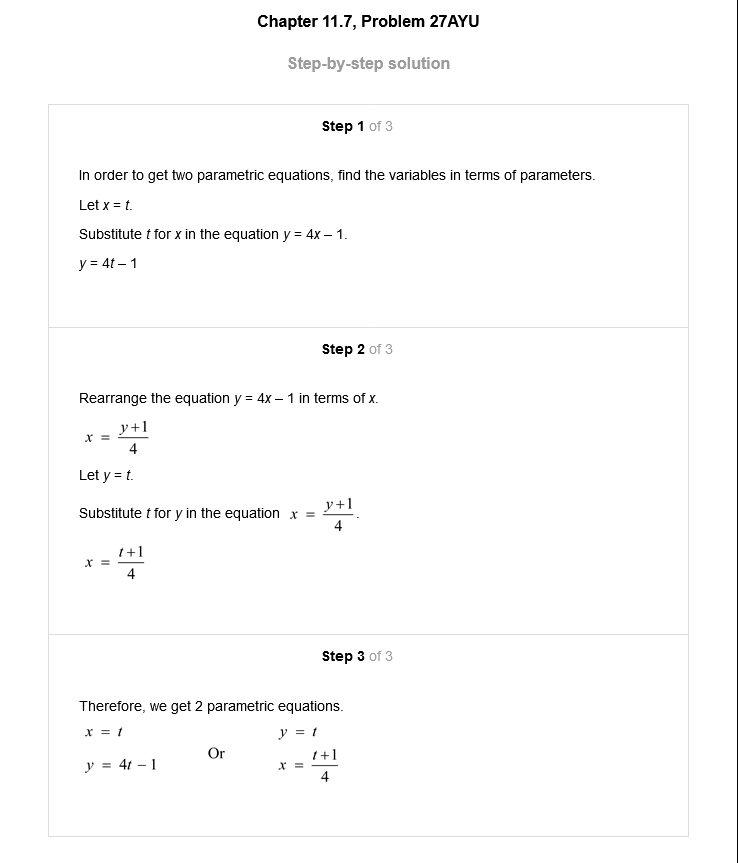 Chapter 11.7, Problem 27AYU
Step-by-step solution
Step 1 of 3
In order to get two parametric equations, find the variables in terms of parameters.
Let x = t.
Substitute t for x in the equation y = 4x – 1.
y = 4t – 1
Step 2 of 3
Rearrange the equation y = 4x – 1 in terms of x.
x = \frac{y+1}{4}
Let y = t.
Substitute t for y in the equation x = \frac{y+1}{4}.
x = \frac{t+1}{4}
Step 3 of 3
Therefore, we get 2 parametric equations.
x = t
y = 4t − 1
Or
y = t
x = \frac{t+1}{4}